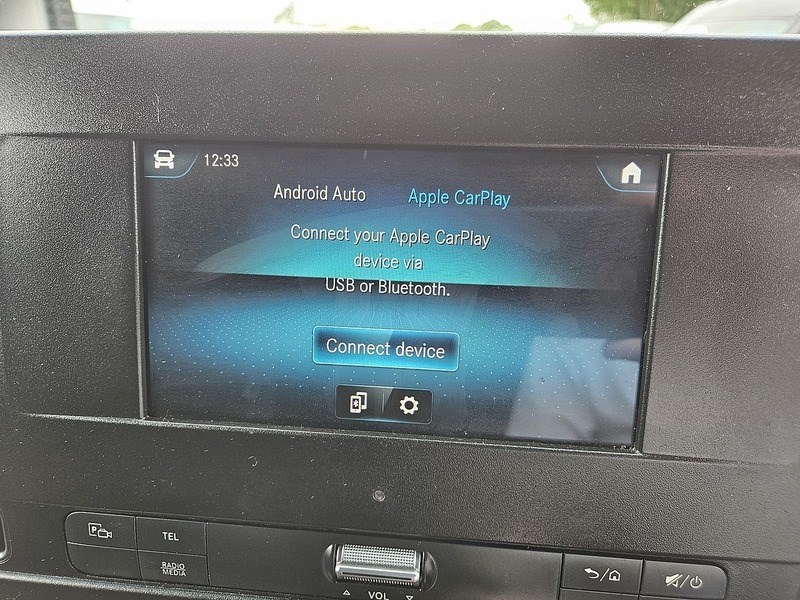 12:33
Android Auto
Apple CarPlay
Connect your Apple CarPlay
device via
USB or Bluetooth.
Connect device
P
TEL
RADIO
MEDIA
VOL